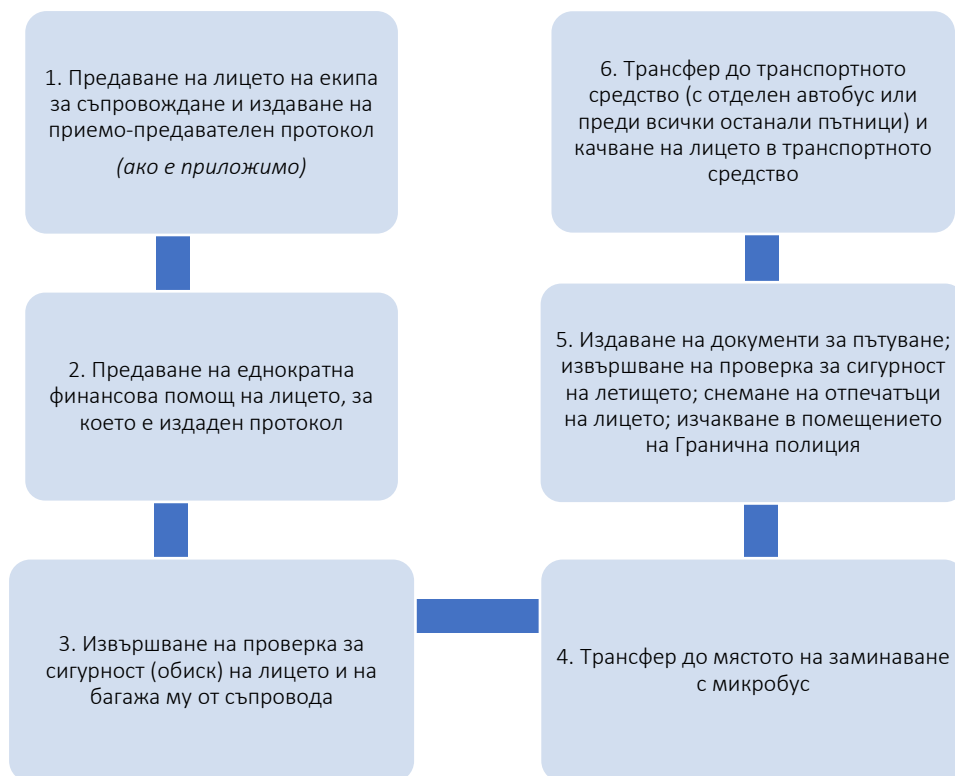 1. Предаване на лицето на екипа
за съпровождане и издаване на
приемо-предавателен протокол
(ако е приложимо)
2. Предаване на еднократна
финансова помощ на лицето, за
което е издаден протокол
3. Извършване на проверка за
сигурност (обиск) на лицето и на
багажа му от съпровода
4. Трансфер до мястото на заминаване
с микробус
5. Издаване на документи за пътуване;
извършване на проверка за сигурност
на летището; снемане на отпечатъци
на лицето; изчакване в помещението
на Гранична полиция
6. Трансфер до транспортното
средство (с отделен автобус или
преди всички останали пътници) и
качване на лицето в транспортното
средство